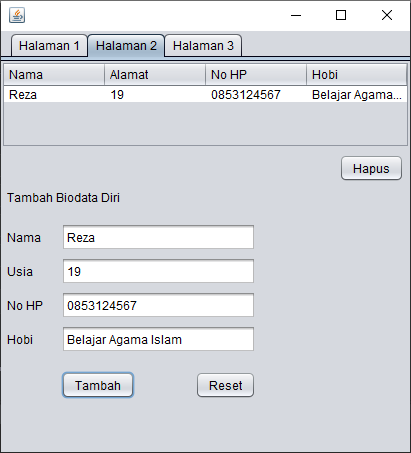 Halaman 1 Halaman 2 Halaman 3
Nama Alamat No HP Hobi
Reza 19 0853124567 Belajar Agama...
Hapus
Tambah Biodata Diri
Nama Reza
Usia 19
No HP 0853124567
Hobi Belajar Agama Islam
Tambah Reset